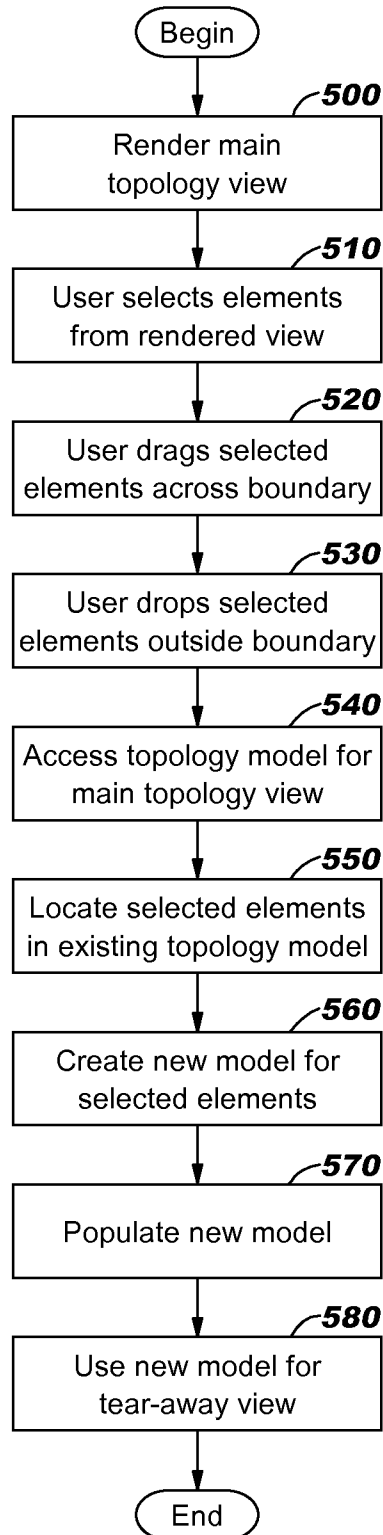 Begin
500
Render main
topology view
510
User selects elements
from rendered view
520
User drags selected
elements across boundary
530
User drops selected
elements outside boundary
540
Access topology model for
main topology view
550
Locate selected elements
in existing topology model
560
Create new model for
selected elements
570
Populate new model
580
Use new model for
tear-away view
End